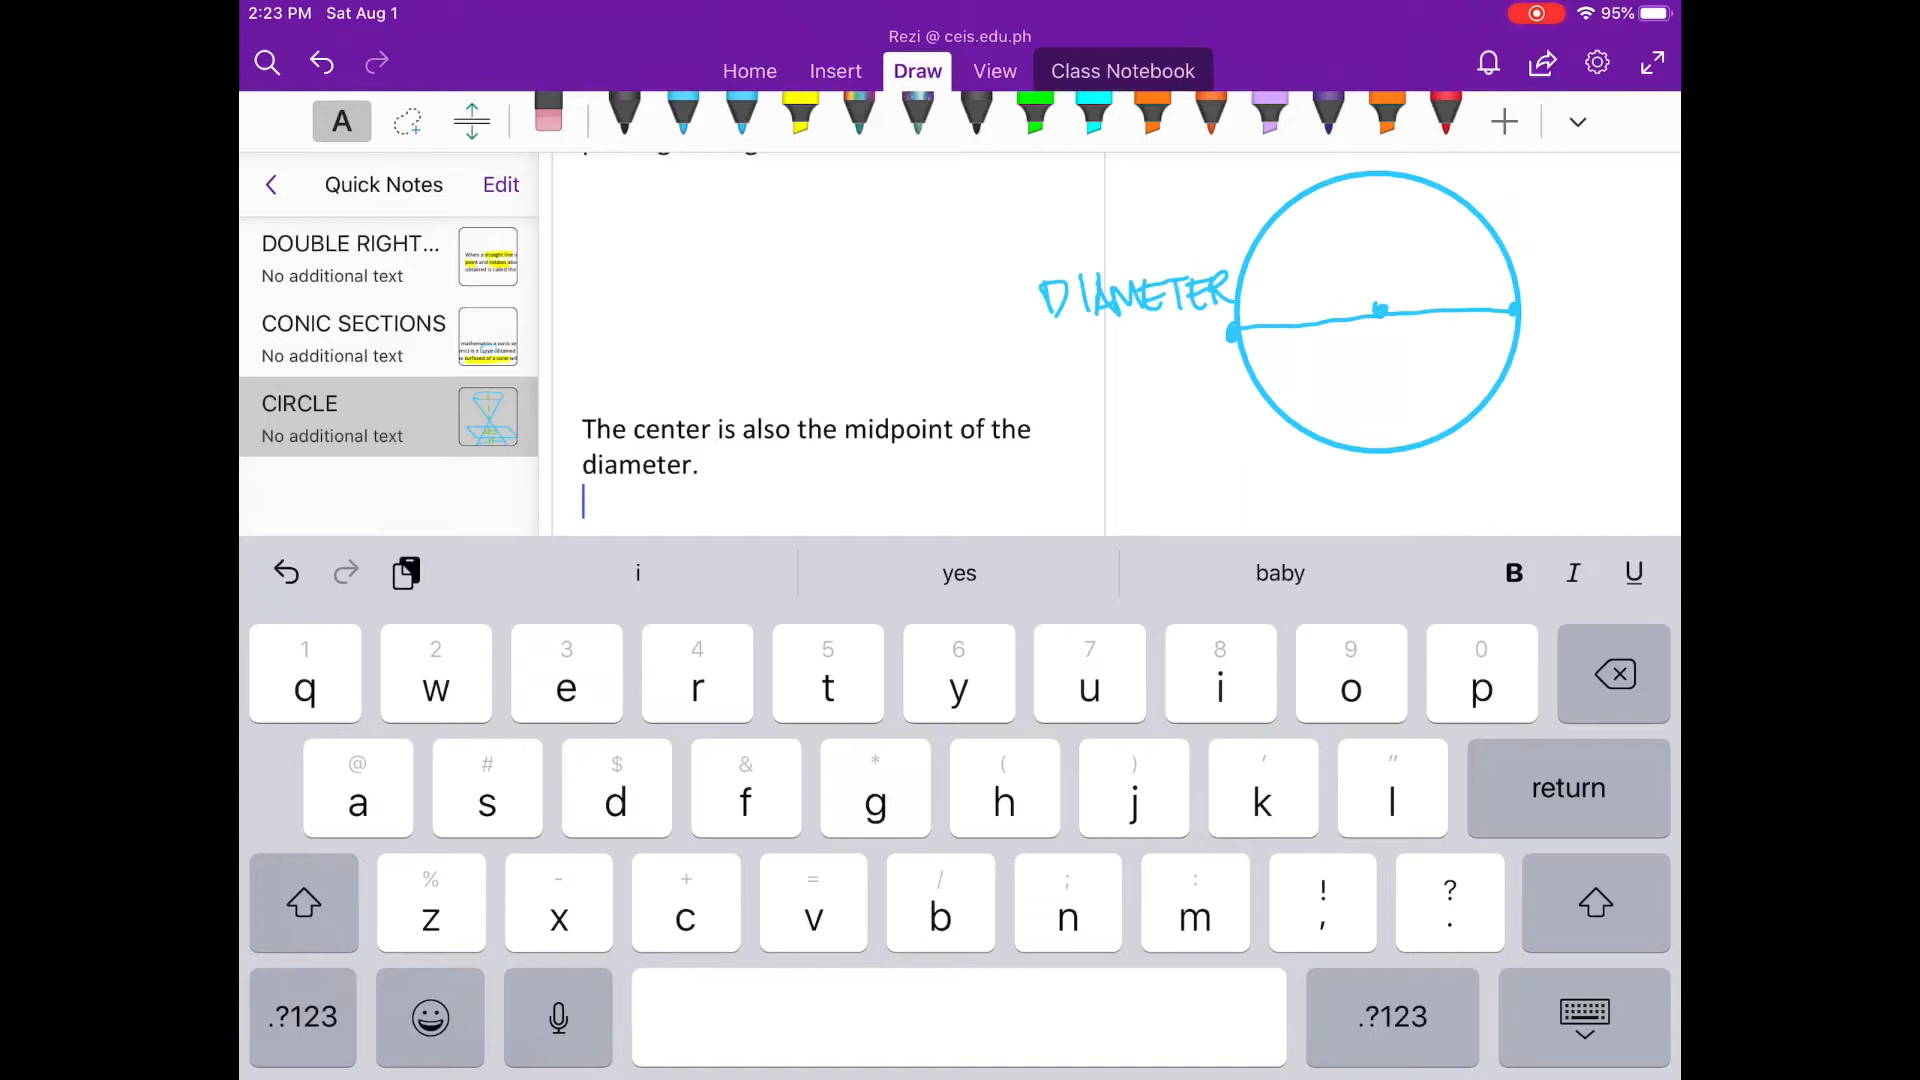 2:23 PM Sat Aug 1
95%
Rezi @ ceis.edu.ph
Home Insert Draw View Class Notebook
A
Quick Notes Edit
DOUBLE RIGHT...
No additional text
CONIC SECTIONS
No additional text
CIRCLE
No additional text
DIAMETER
The center is also the midpoint of the
diameter.
i yes baby B I U
1 2 3 4 5 6 7 8 9 0
q w e r t y u i o p
@ # $ & * ( ) ' "
a s d f g h j k l return
% - + = / ; : ! ?
z x c v b n m , .
.?123 .?123